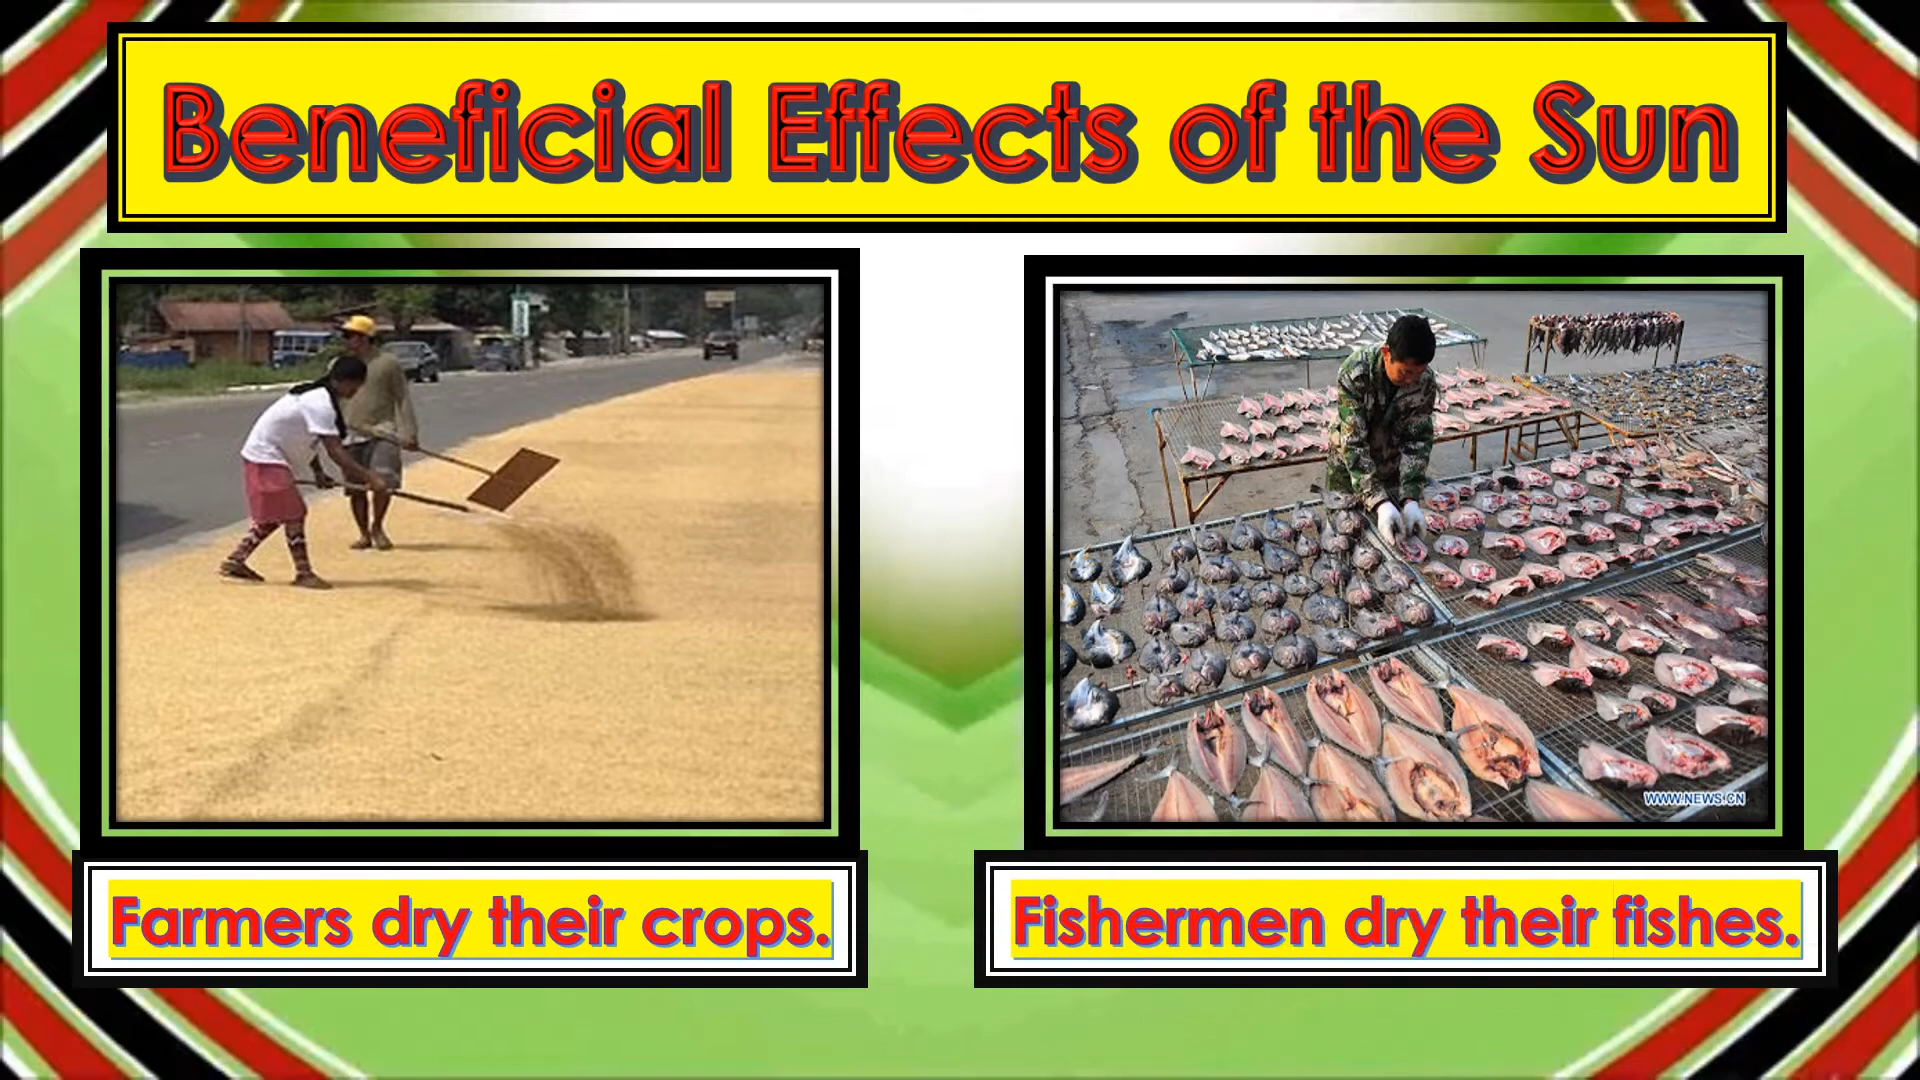 Beneficial Effects of the Sun
WWW.NEWS.CN
Farmers dry their crops.
Fishermen dry their fishes.